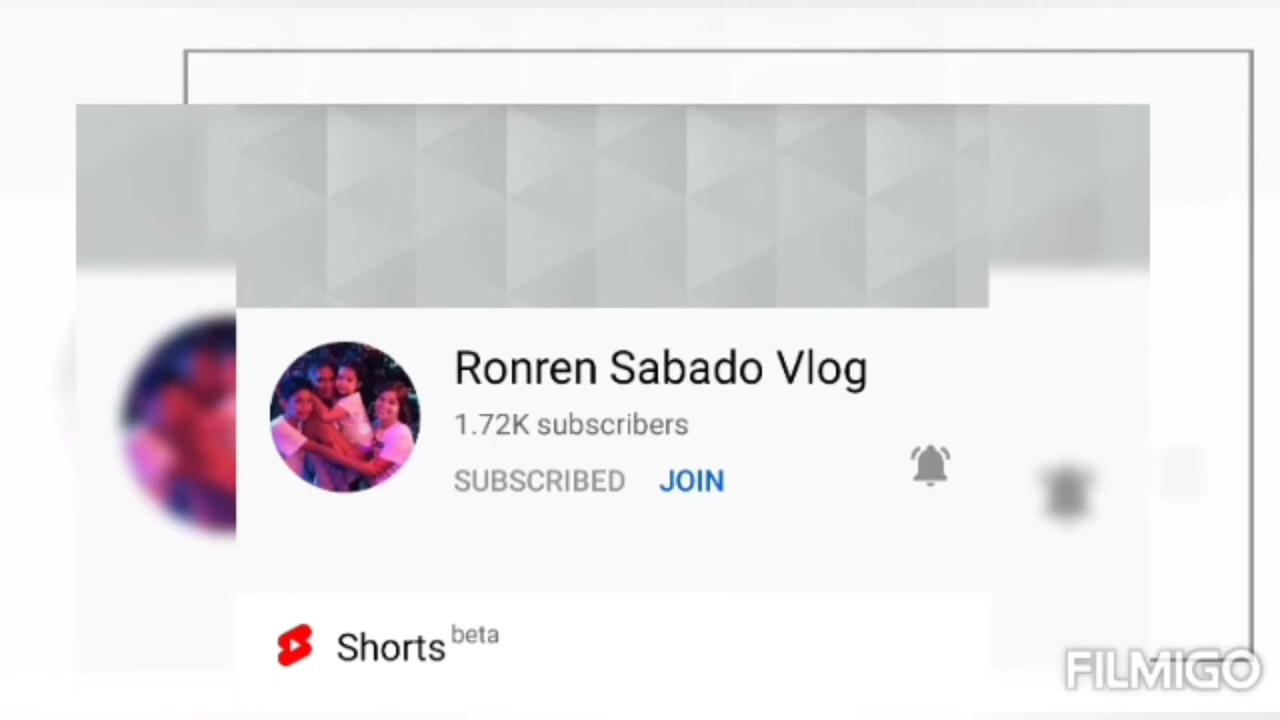 Ronren Sabado Vlog
1.72K subscribers
SUBSCRIBED JOIN
Shorts beta
FILMIGO